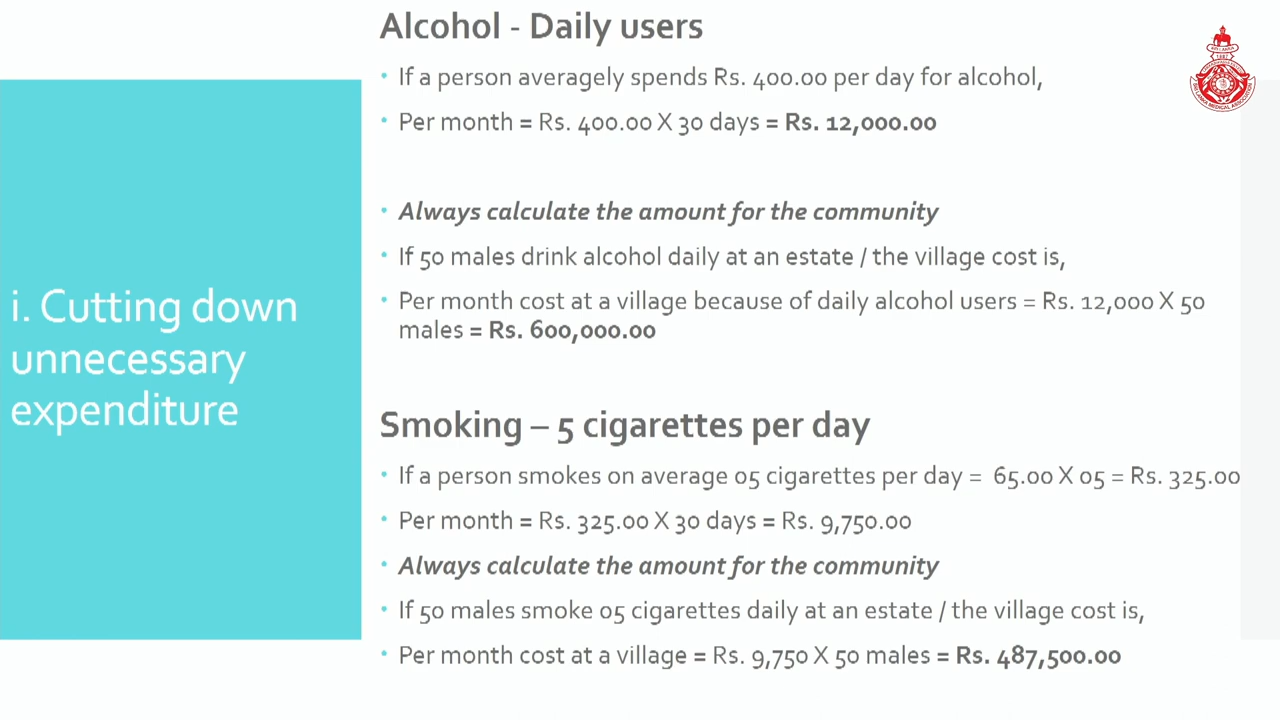 Alcohol - Daily users
• If a person averagely spends Rs. 400.00 per day for alcohol,
• Per month = Rs. 400.00 X 30 days = Rs. 12,000.00
• Always calculate the amount for the community
• If 50 males drink alcohol daily at an estate / the village cost is,
• Per month cost at a village because of daily alcohol users = Rs. 12,000 X 50
males = Rs. 600,000.00
i. Cutting down
unnecessary
expenditure
Smoking – 5 cigarettes per day
• If a person smokes on average 05 cigarettes per day =  65.00 X 05 = Rs. 325.00
• Per month = Rs. 325.00 X 30 days = Rs. 9,750.00
• Always calculate the amount for the community
• If 50 males smoke 05 cigarettes daily at an estate / the village cost is,
• Per month cost at a village = Rs. 9,750 X 50 males = Rs. 487,500.00